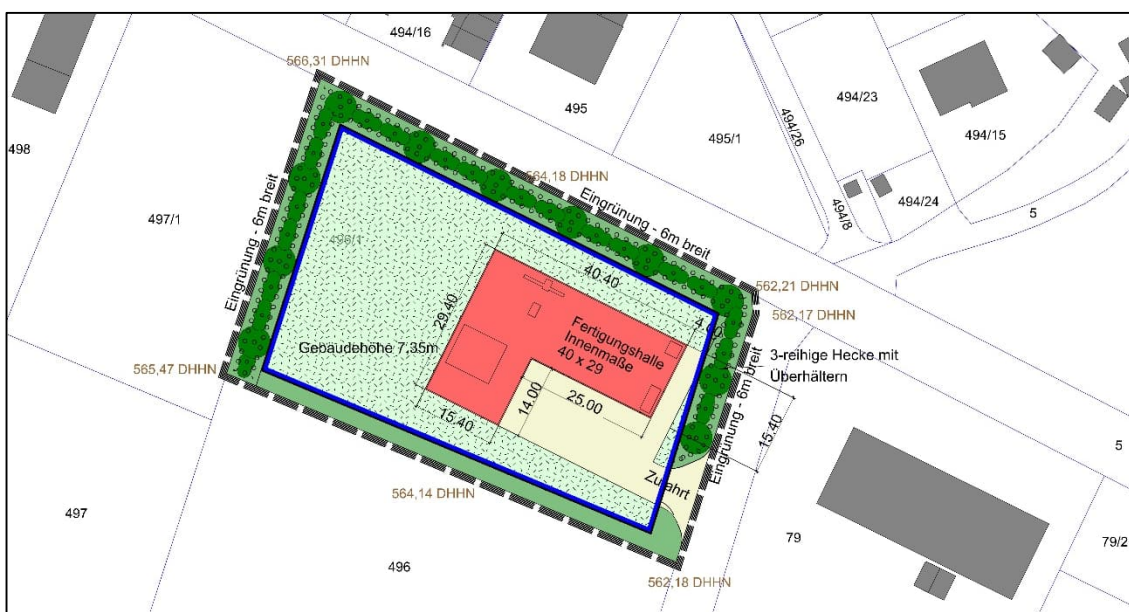 494/16
566,31 DHHN
495
494/23
494/15
498
495/1
494/26
564,18 DHHN
Eingrünung - 6m breit
497/1
494/24
494/8
5
496/1
Eingrünung - 6m breit
40.40
562,21 DHHN
29.40
4.00
562,17 DHHN
Fertigungshalle
Innenmaße
40 x 29
Gebäudehöhe 7,35m
3-reihige Hecke mit
Überhältern
565,47 DHHN
14.00
25.00
15.40
Eingrünung - 6m breit
15.40
5
Zufahrt
564,14 DHHN
497
496
79
79/2
562,18 DHHN